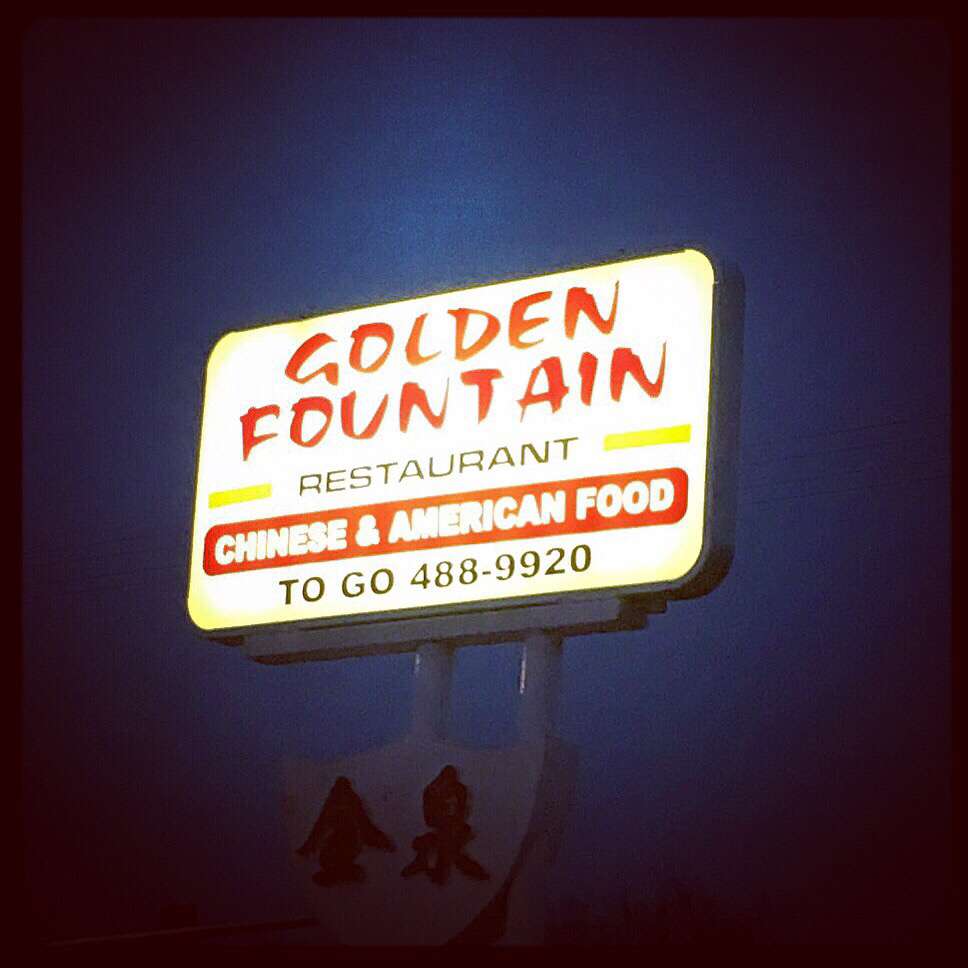 GOLDEN
FOUNTAIN
RESTAURANT
CHINESE & AMERICAN FOOD
TO GO 488-9920
金泉